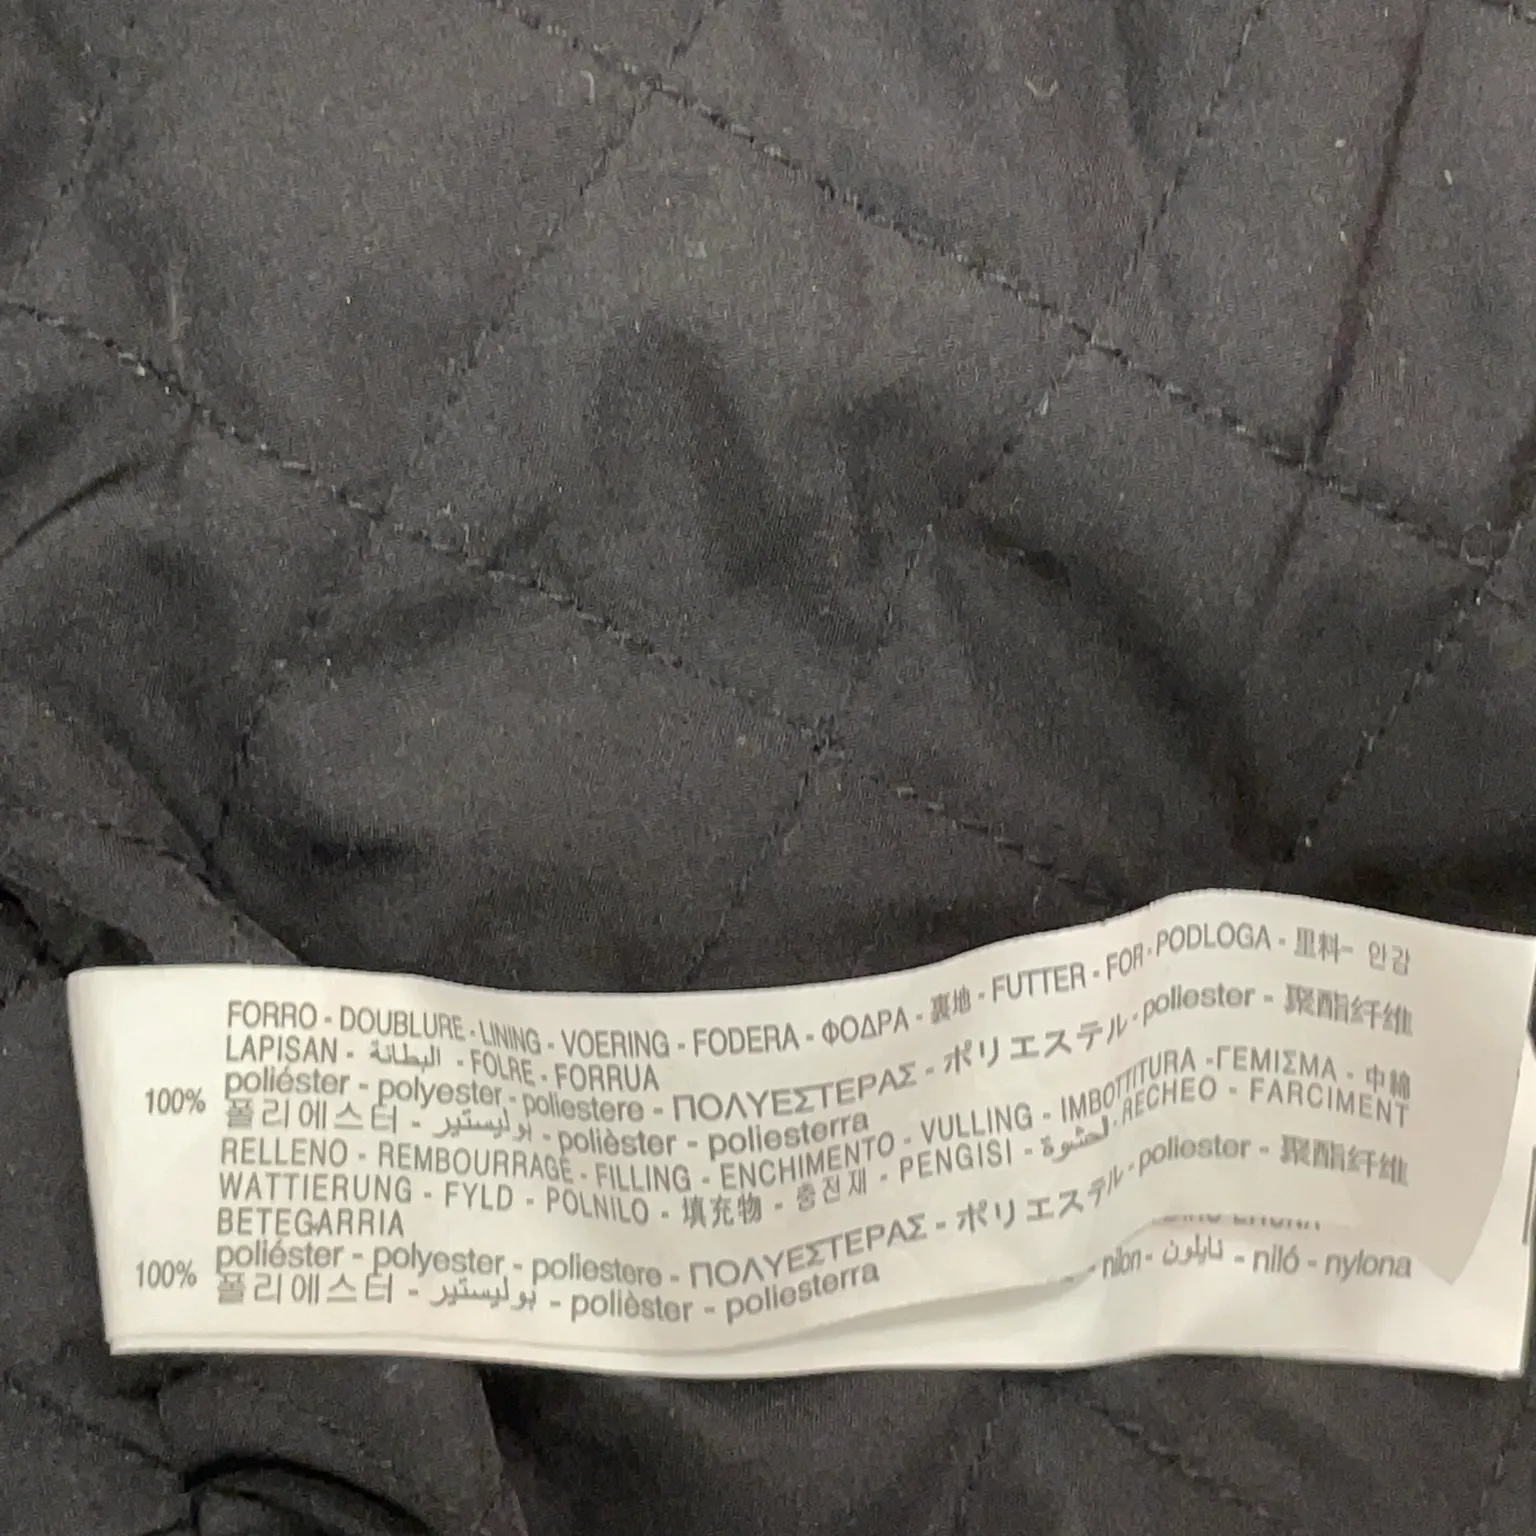 FORRO - DOUBLURE - LINING - VOERING - FODERA - ΦΟΔΡΑ - 裏地 - FUTTER - FOR - PODLOGA - 里料 - 안감
LAPISAN - البطانة - FOLRE - FORRUA
100% poliéster - polyester - poliestere - ΠΟΛΥΕΣΤΕΡΑΣ - ポリエステル - poliester - 聚酯纤维
폴리에스터 - بوليستير - polièster - poliesterra
RELLENO - REMBOURRAGE - FILLING - ENCHIMENTO - VULLING - IMBOTTITURA - ΓΕΜΙΣΜΑ - 中綿
WATTIERUNG - FYLD - POLNILO - 填充物 - 충전재 - PENGISI - الحشوة - RECHEO - FARCIMENT
BETEGARRIA
100% poliéster - polyester - poliestere - ΠΟΛΥΕΣΤΕΡΑΣ - ポリエステル - poliester - 聚酯纤维
폴리에스터 - بوليستير - polièster - poliesterra
- nilon - نايلون - niló - nylona